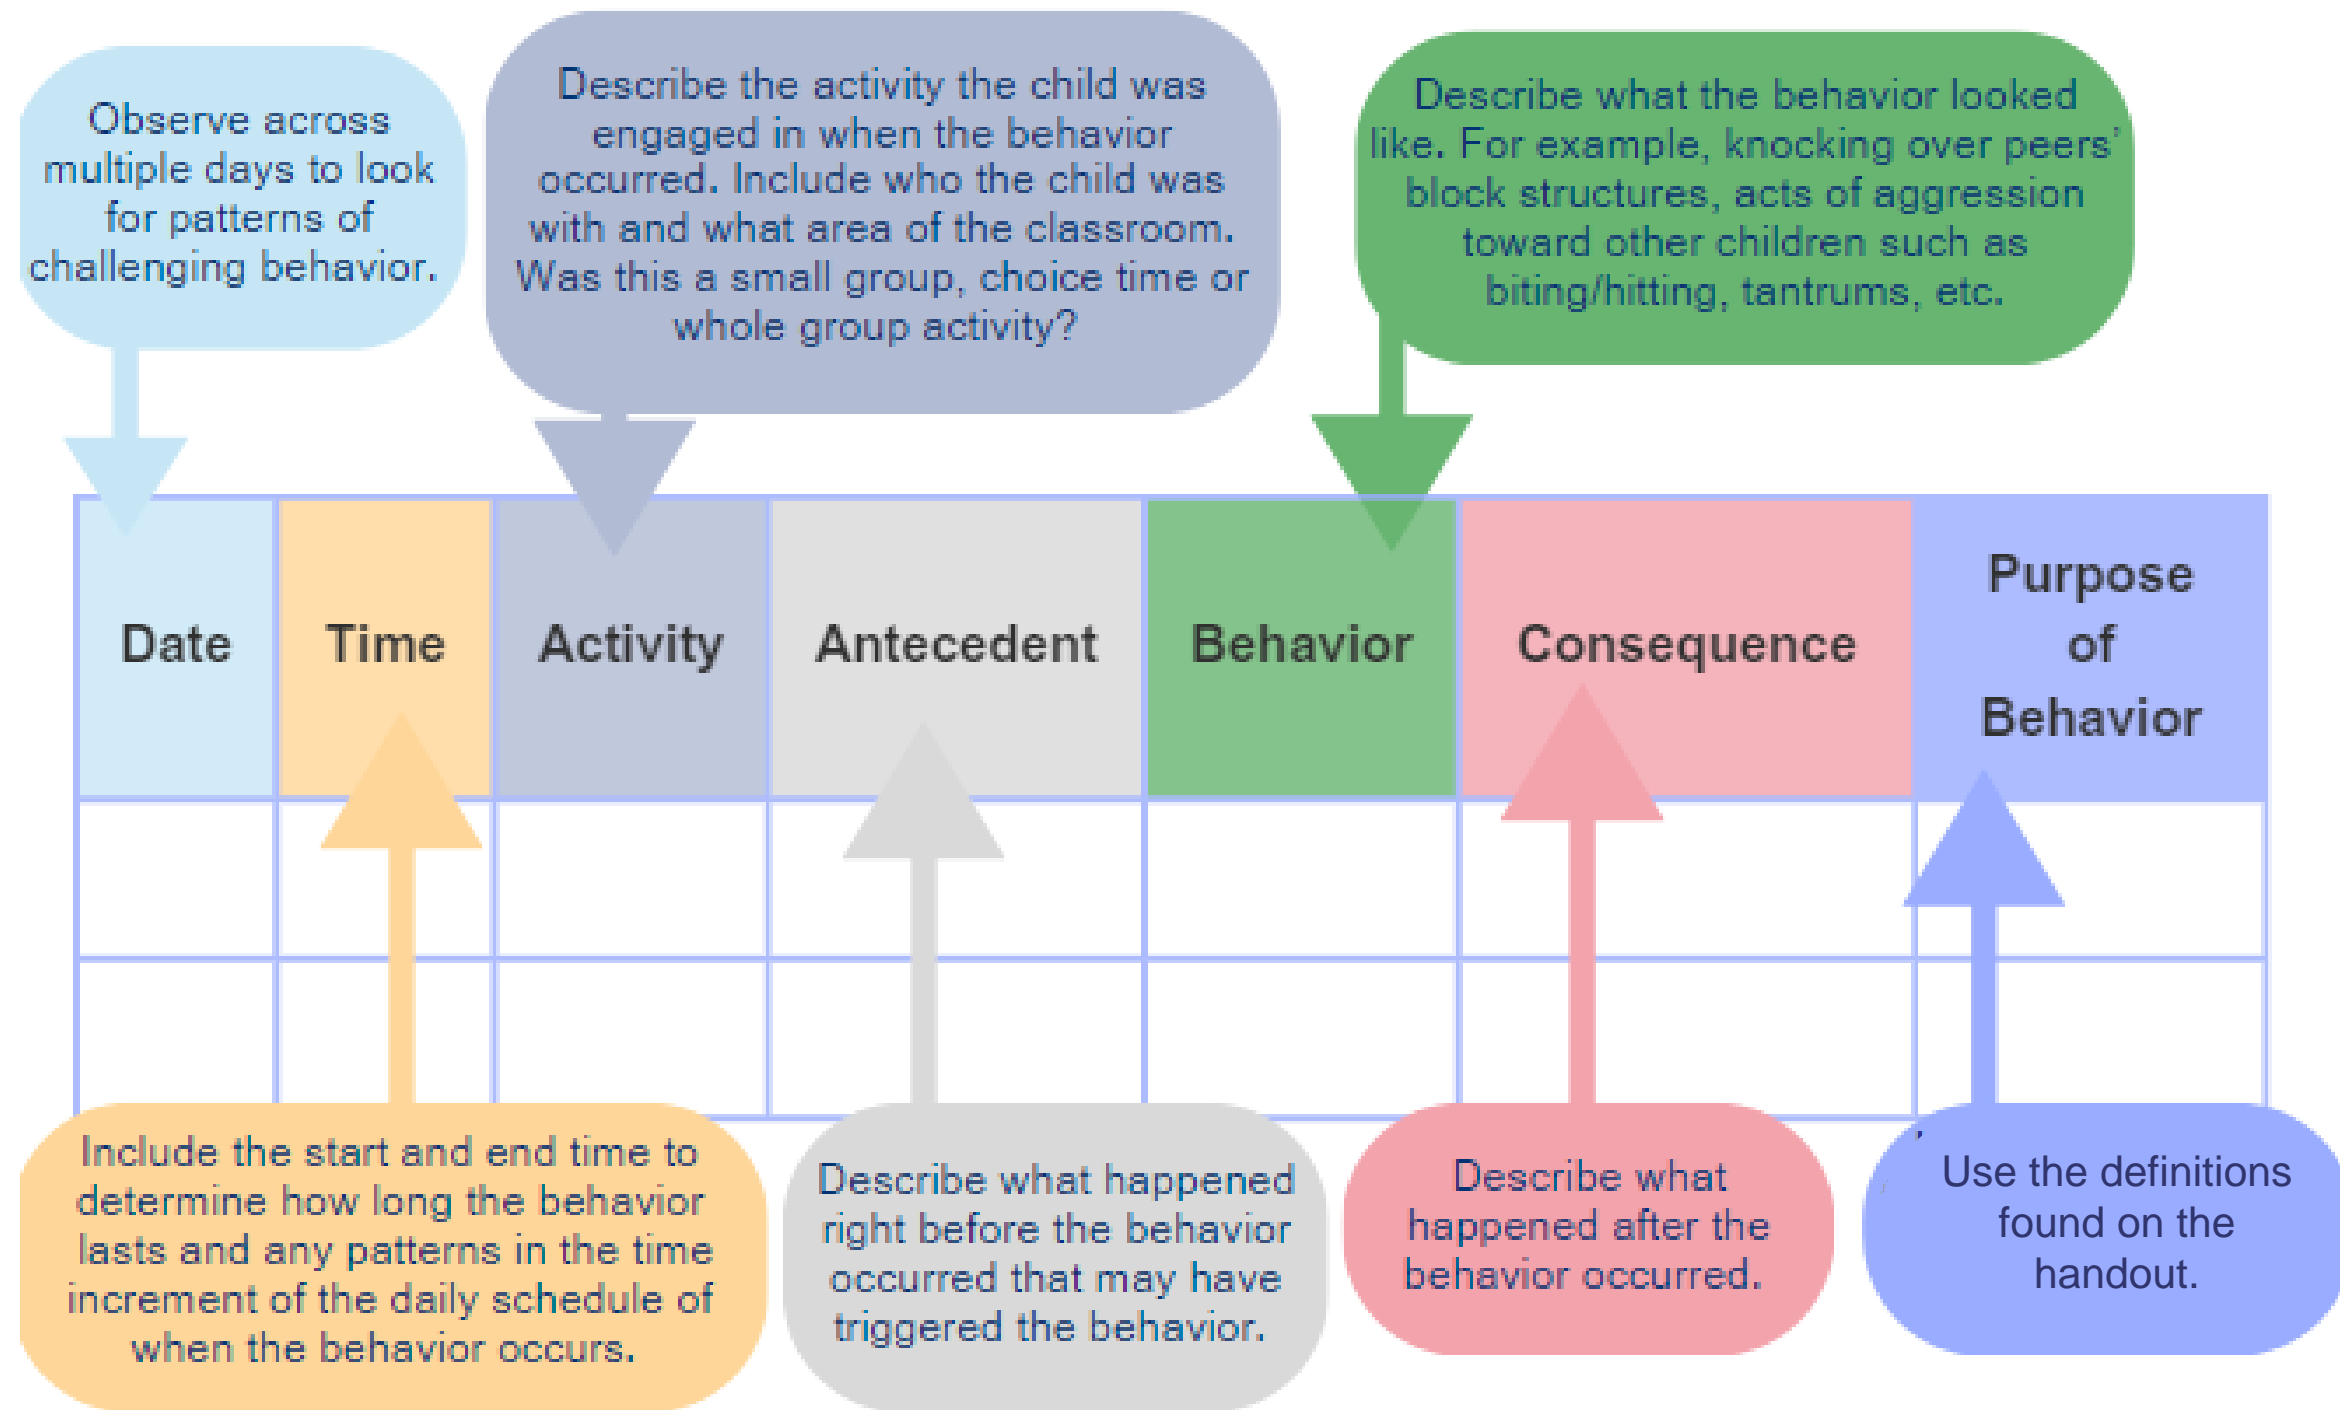 Observe across
multiple days to look
for patterns of
challenging behavior.
Describe the activity the child was
engaged in when the behavior
occurred. Include who the child was
with and what area of the classroom.
Was this a small group, choice time or
whole group activity?
Describe what the behavior looked
like. For example, knocking over peers’
block structures, acts of aggression
toward other children such as
biting/hitting, tantrums, etc.
Date
Time
Activity
Antecedent
Behavior
Consequence
Purpose
of
Behavior
Include the start and end time to
determine how long the behavior
lasts and any patterns in the time
increment of the daily schedule of
when the behavior occurs.
Describe what happened
right before the behavior
occurred that may have
triggered the behavior.
Describe what
happened after the
behavior occurred.
Use the definitions
found on the
handout.